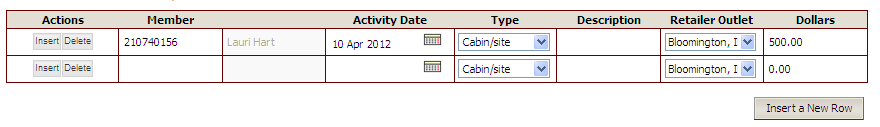 Actions Member Activity Date Type Description Retailer Outlet Dollars
Insert Delete 210740156 Lauri Hart 10 Apr 2012 Cabin/site Bloomington, I 500.00
Insert Delete Cabin/site Bloomington, I 0.00
Insert a New Row